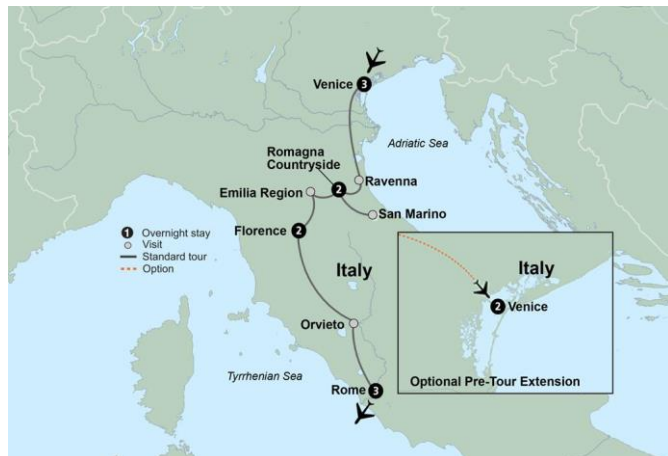 Venice 3
Adriatic Sea
Romagna
Countryside
2
Ravenna
Emilia Region
San Marino
1 Overnight stay
Visit
Standard tour
Option
Florence 2
Italy
Orvieto
Tyrrhenian Sea
Rome 3
Italy
2 Venice
Optional Pre-Tour Extension